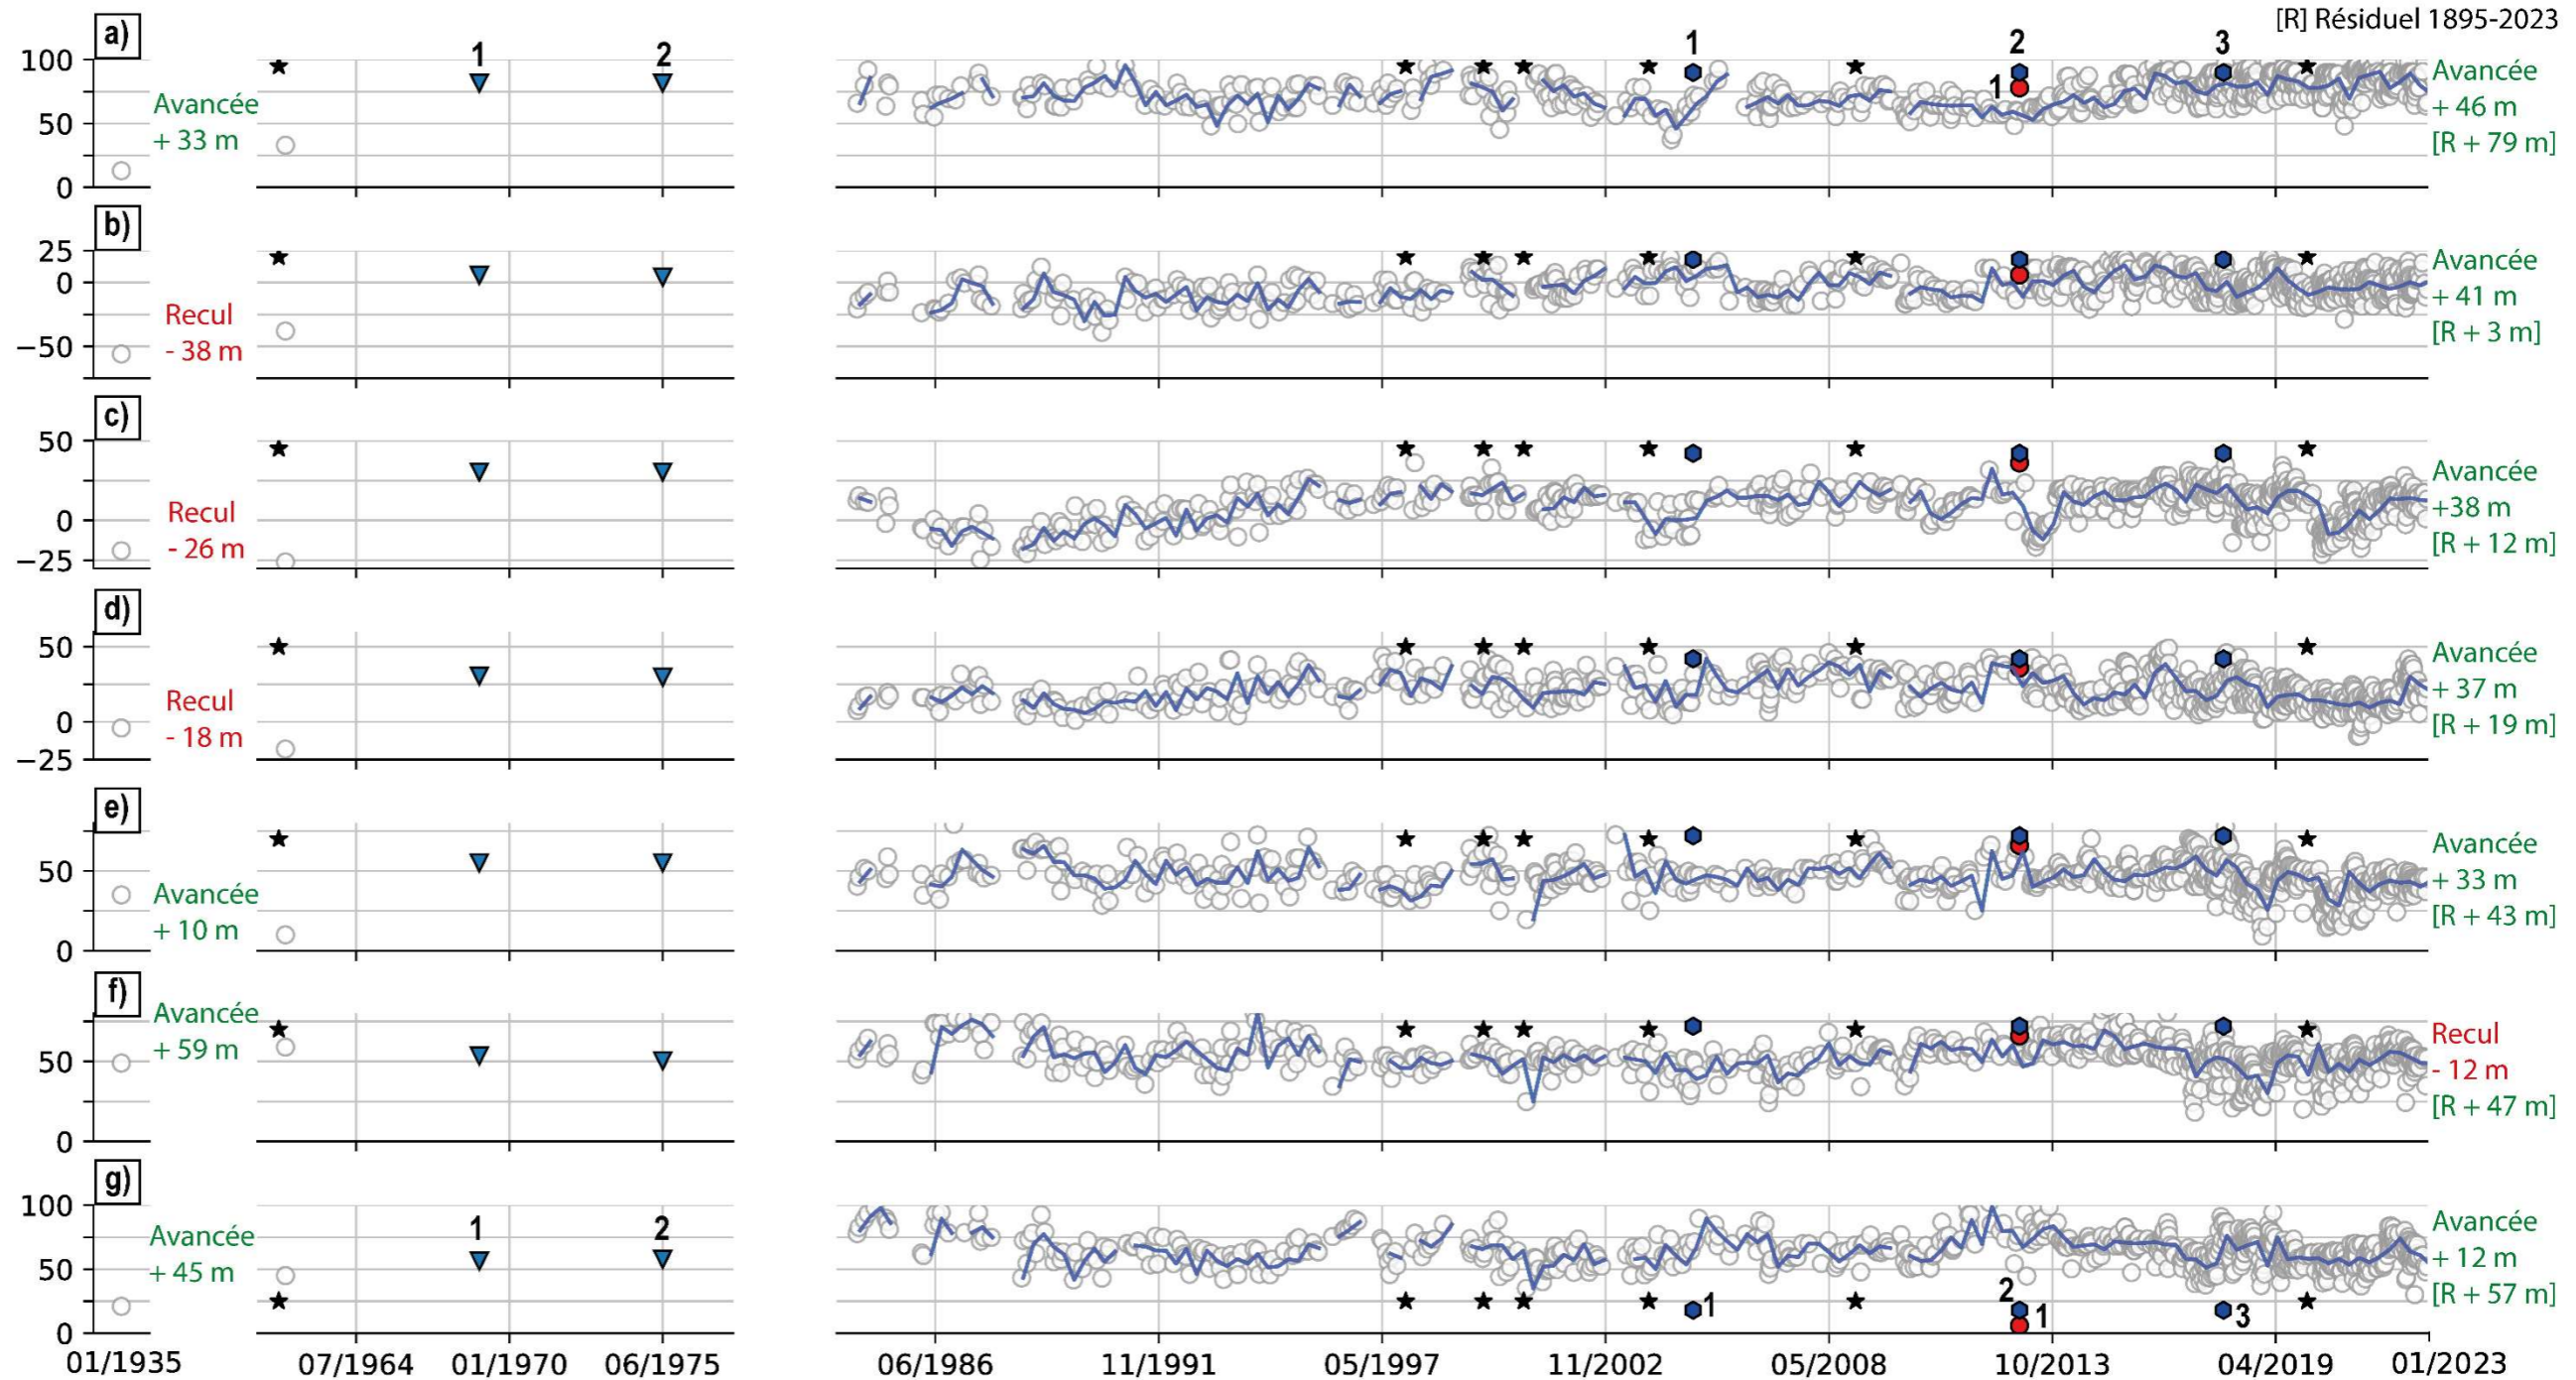 [R] Résiduel 1895-2023
a)
100
50
0
Avancée
+ 33 m
1
2
1
2
3
1
Avancée
+ 46 m
[R + 79 m]
b)
25
0
−50
Recul
- 38 m
Avancée
+ 41 m
[R + 3 m]
c)
50
0
−25
Recul
- 26 m
Avancée
+38 m
[R + 12 m]
d)
50
0
−25
Recul
- 18 m
Avancée
+ 37 m
[R + 19 m]
e)
50
0
Avancée
+ 10 m
Avancée
+ 33 m
[R + 43 m]
f)
50
0
Avancée
+ 59 m
Recul
- 12 m
[R + 47 m]
g)
100
50
0
Avancée
+ 45 m
1
2
1
2
1
3
Avancée
+ 12 m
[R + 57 m]
01/1935 07/1964 01/1970 06/1975 06/1986 11/1991 05/1997 11/2002 05/2008 10/2013 04/2019 01/2023